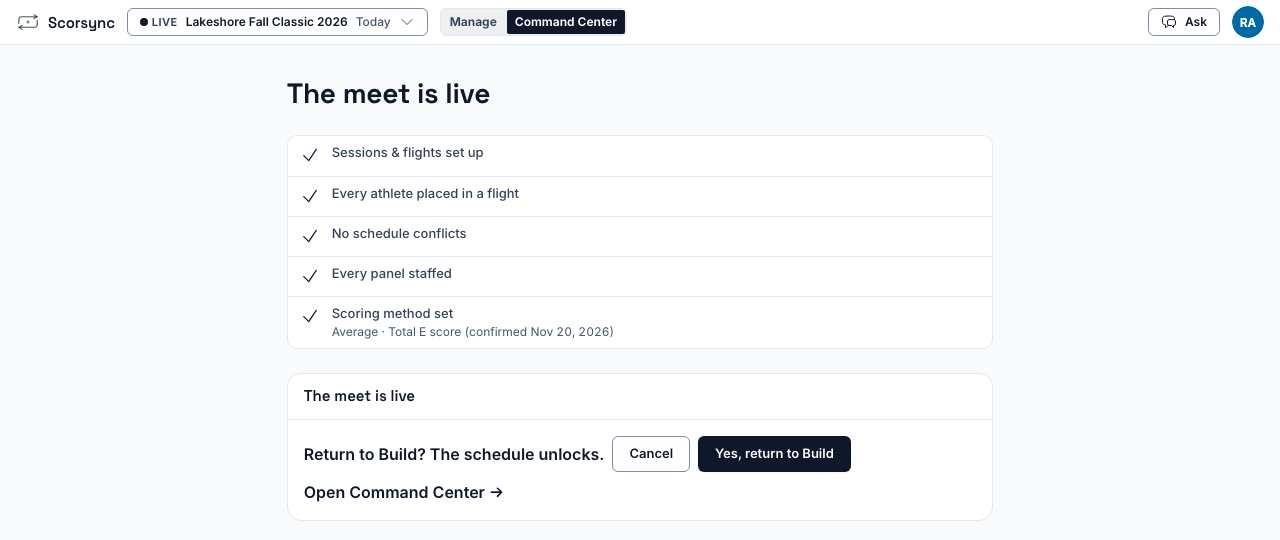 Scorsync LIVE Lakeshore Fall Classic 2026 Today Manage Command Center Ask RA
The meet is live
Sessions & flights set up
Every athlete placed in a flight
No schedule conflicts
Every panel staffed
Scoring method set
Average · Total E score (confirmed Nov 20, 2026)
The meet is live
Return to Build? The schedule unlocks. Cancel Yes, return to Build
Open Command Center →